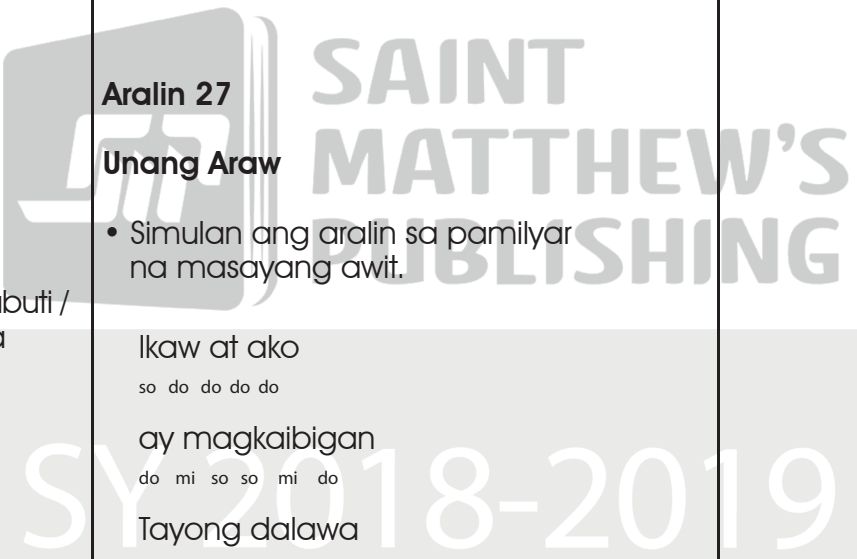 SAINT
MATTHEW'S
PUBLISHING
Aralin 27
Unang Araw
• Simulan ang aralin sa pamilyar
na masayang awit.
buti /
a
Ikaw at ako
so do do do do
ay magkaibigan
do mi so so mi do
Tayong dalawa
SY 2018-2019